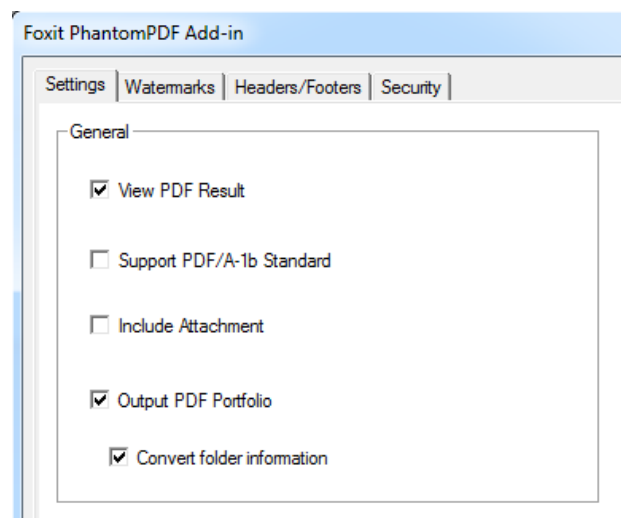 Foxit PhantomPDF Add-in
Settings Watermarks Headers/Footers Security
General
View PDF Result
Support PDF/A-1b Standard
Include Attachment
Output PDF Portfolio
Convert folder information